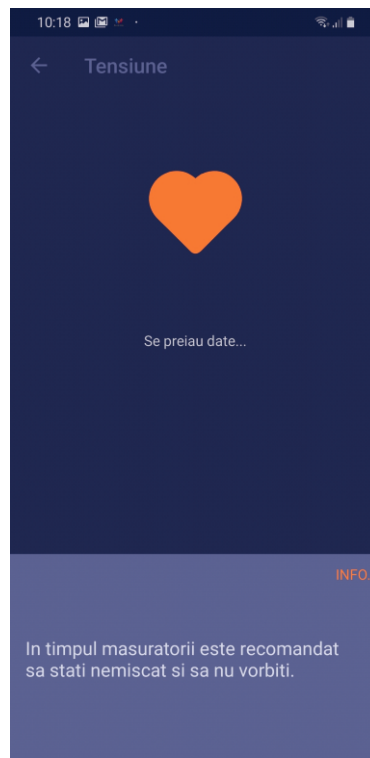 10:18
Tensiune
Se preiau date...
INFO.
In timpul masuratorii este recomandat
sa stati nemiscat si sa nu vorbiti.